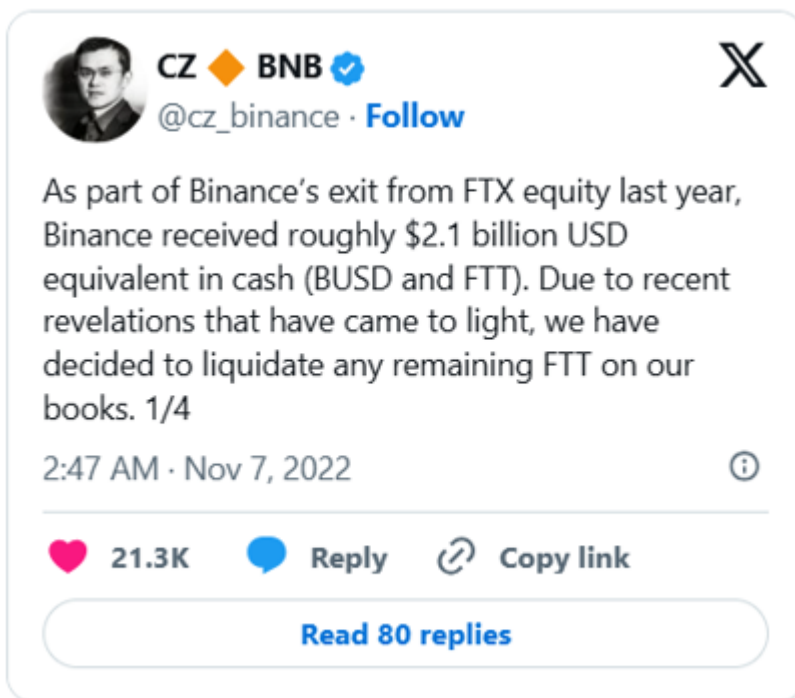 CZ 🔶 BNB
@cz_binance · Follow
As part of Binance’s exit from FTX equity last year,
Binance received roughly $2.1 billion USD
equivalent in cash (BUSD and FTT). Due to recent
revelations that have came to light, we have
decided to liquidate any remaining FTT on our
books. 1/4
2:47 AM · Nov 7, 2022
21.3K Reply Copy link
Read 80 replies